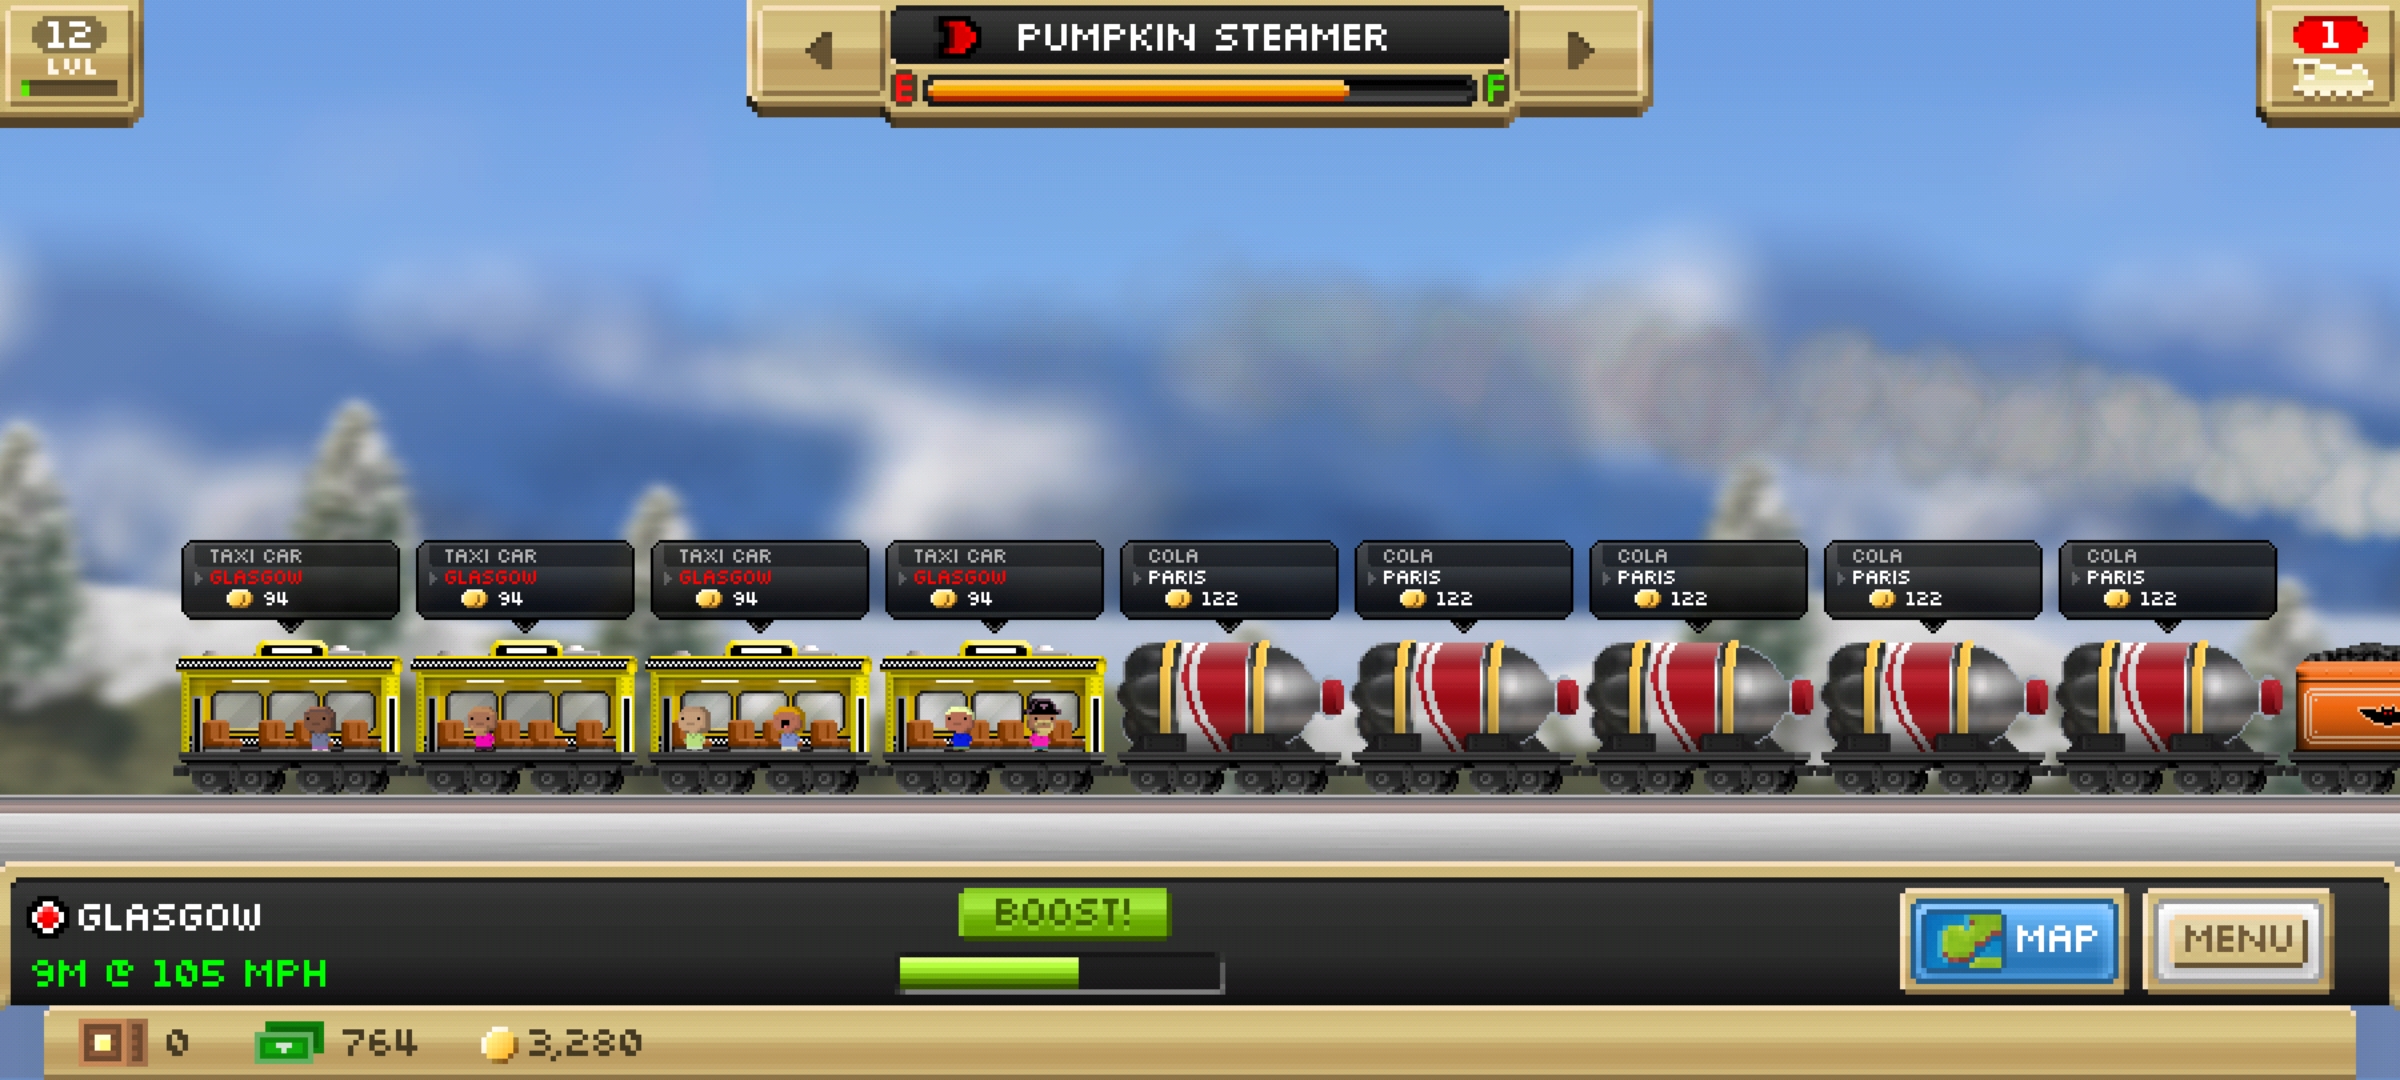 12
LVL
PUMPKIN STEAMER
E F
1
TAXI CAR
GLASGOW
94
TAXI CAR
GLASGOW
94
TAXI CAR
GLASGOW
94
TAXI CAR
GLASGOW
94
COLA
PARIS
122
COLA
PARIS
122
COLA
PARIS
122
COLA
PARIS
122
COLA
PARIS
122
GLASGOW
9M @ 105 MPH
BOOST!
MAP
MENU
0 764 3,280